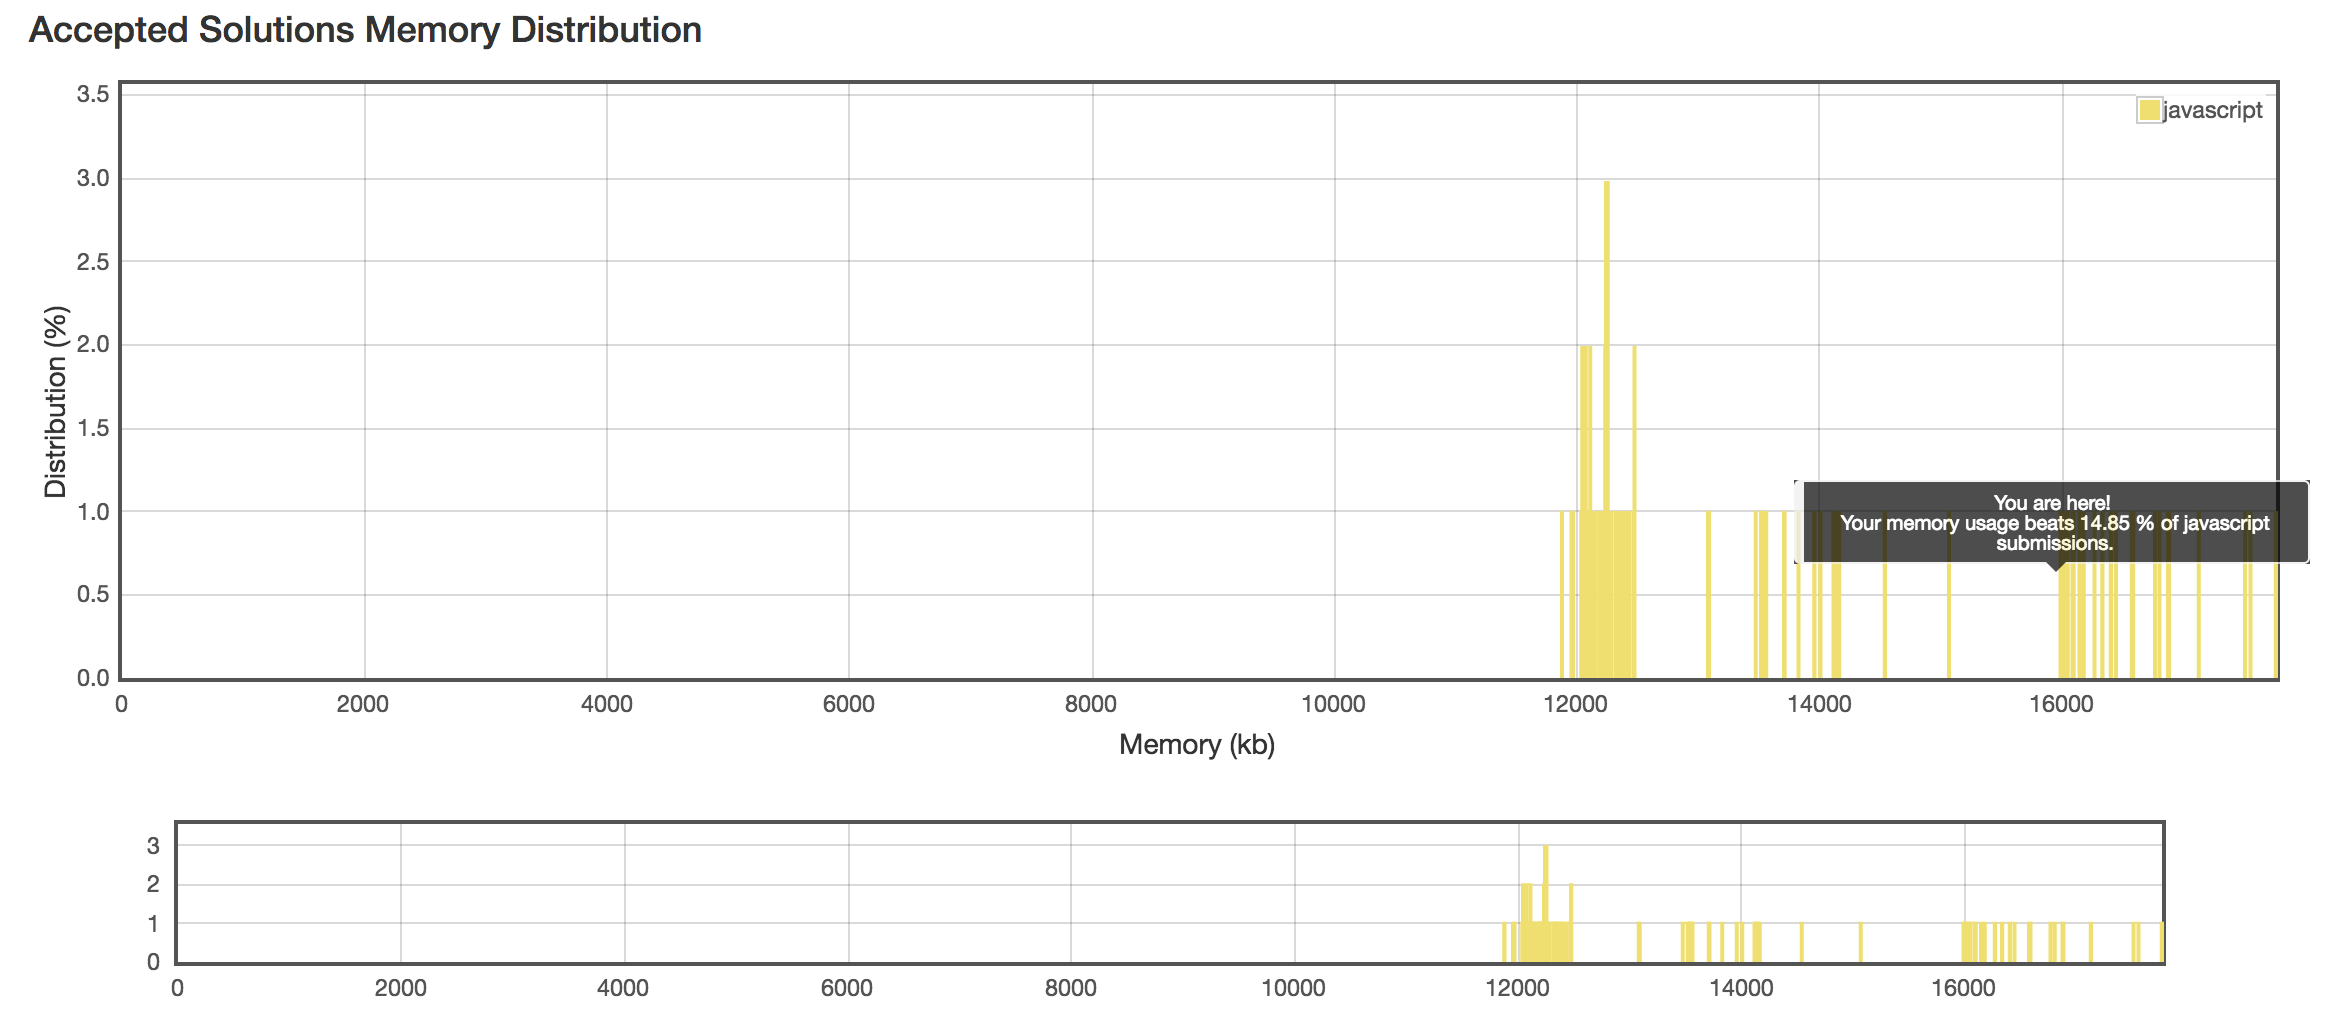 Accepted Solutions Memory Distribution
3.5
javascript
3.0
2.5
Distribution (%)
2.0
1.5
1.0
You are here!
Your memory usage beats 14.85 % of javascript
submissions.
0.5
0.0
0 2000 4000 6000 8000 10000 12000 14000 16000
Memory (kb)
3
2
1
0
0 2000 4000 6000 8000 10000 12000 14000 16000